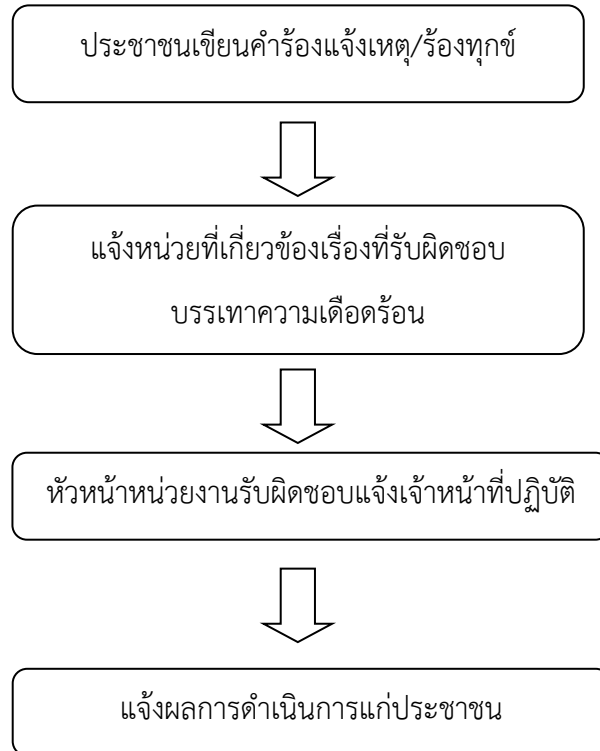 ประชาชนเขียนคำร้องแจ้งเหตุ/ร้องทุกข์
แจ้งหน่วยที่เกี่ยวข้องเรื่องที่รับผิดชอบ
บรรเทาความเดือดร้อน
หัวหน้าหน่วยงานรับผิดชอบแจ้งเจ้าหน้าที่ปฏิบัติ
แจ้งผลการดำเนินการแก่ประชาชน